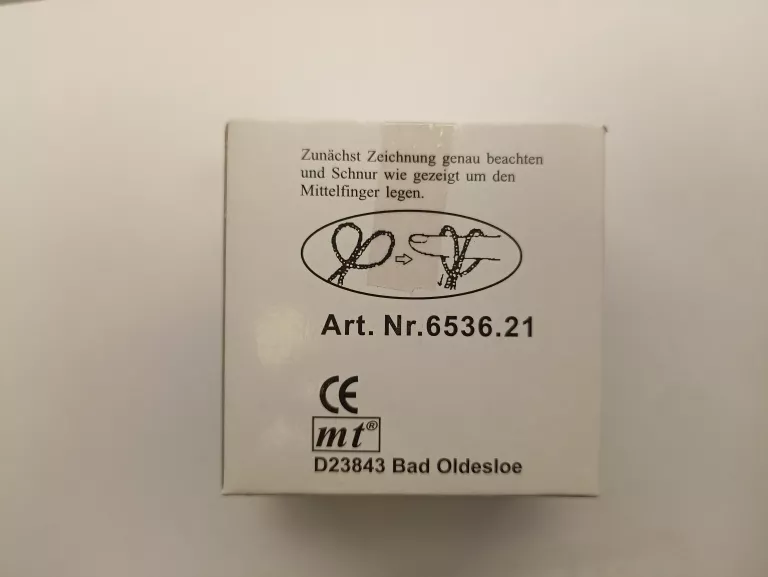 Zunächst Zeichnung genau beachten
und Schnur wie gezeigt um den
Mittelfinger legen.
Art. Nr.6536.21
CE
mt®
D23843 Bad Oldesloe